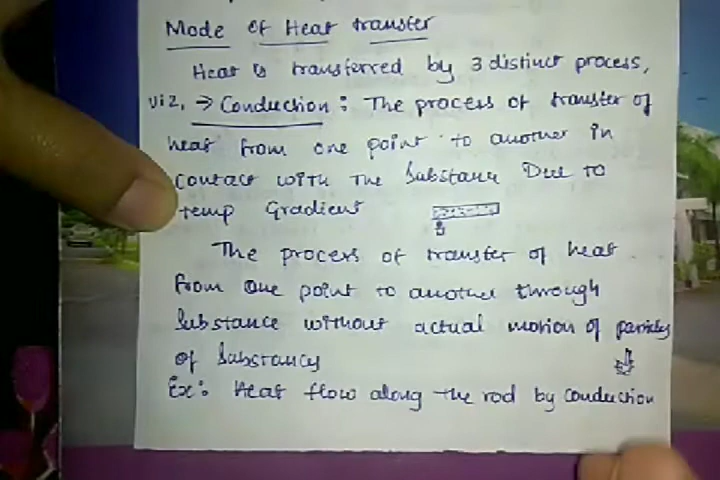 Mode of Heat transfer
Heat is transferred by 3 distinct process,
viz, → Conduction : The process of transfer of
heat from one point to another in
contact with the substance Due to
temp Gradient
The process of transfer of heat
from one point to another through
substance without actual motion of particles
of substances
Ex: Heat flow along the rod by conduction